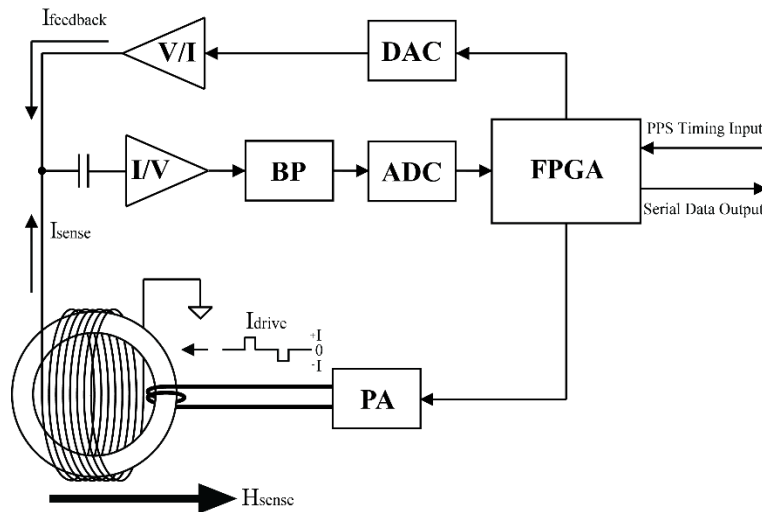 Ifeedback
V/I
DAC
PPS Timing Input
I/V
BP
ADC
FPGA
Serial Data Output
Isense
Idrive
+I
0
-I
PA
Hsense